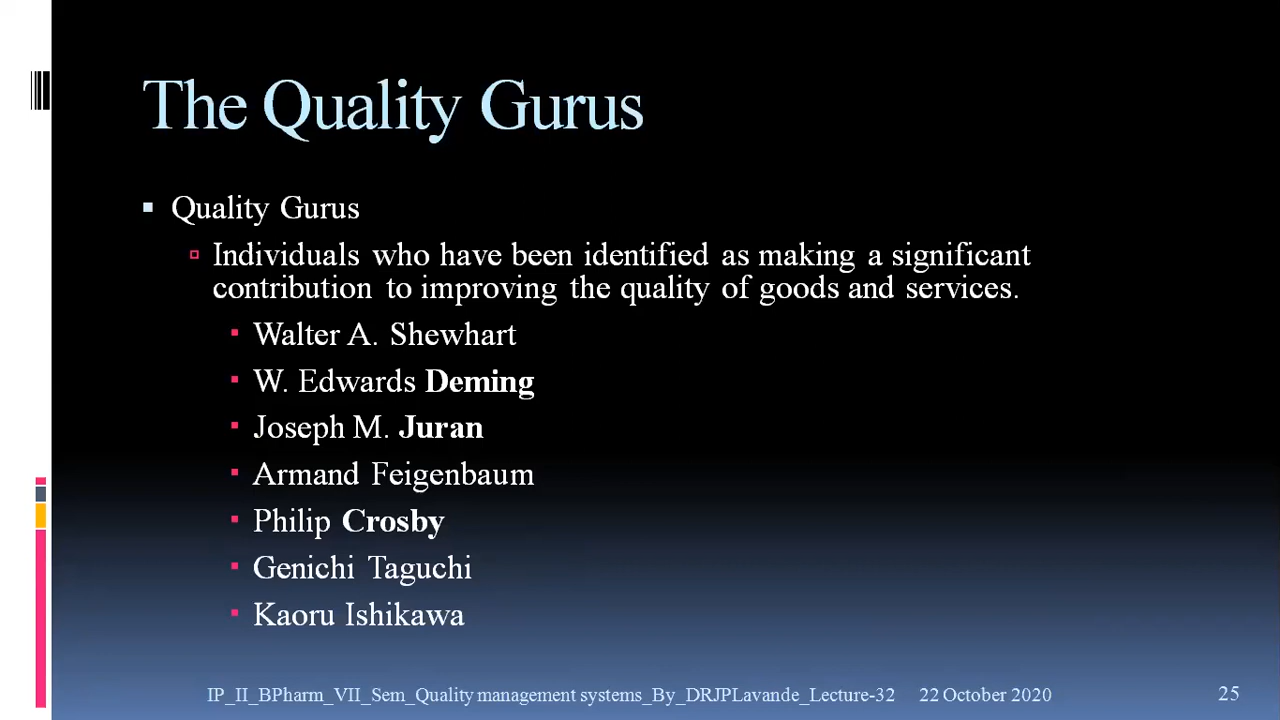 The Quality Gurus
Quality Gurus
Individuals who have been identified as making a significant
contribution to improving the quality of goods and services.
Walter A. Shewhart
W. Edwards Deming
Joseph M. Juran
Armand Feigenbaum
Philip Crosby
Genichi Taguchi
Kaoru Ishikawa
IP_II_BPharm_VII_Sem_Quality management systems_By_DRJPLavande_Lecture-32 22 October 2020 25